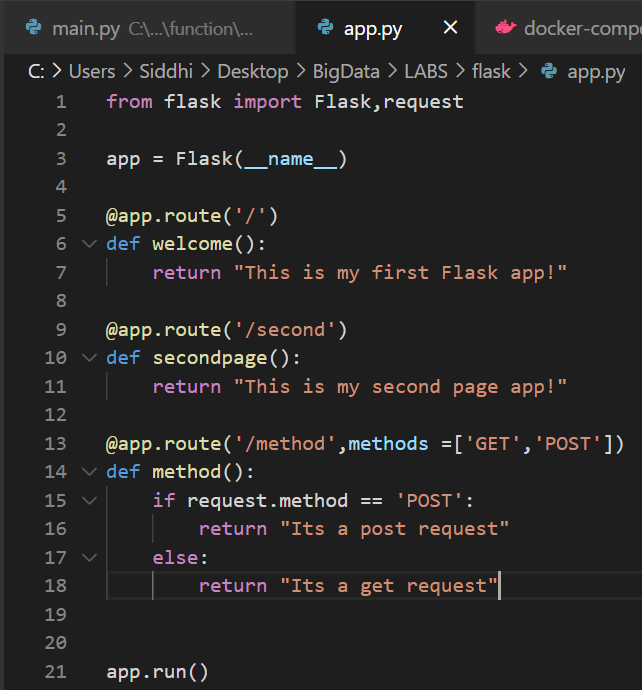 main.py C:\...\function\... app.py × docker-compo
C: > Users > Siddhi > Desktop > BigData > LABS > flask > app.py
1 from flask import Flask,request
2
3 app = Flask(__name__)
4
5 @app.route('/')
6 def welcome():
7     return "This is my first Flask app!"
8
9 @app.route('/second')
10 def secondpage():
11     return "This is my second page app!"
12
13 @app.route('/method',methods =['GET','POST'])
14 def method():
15     if request.method == 'POST':
16         return "Its a post request"
17     else:
18         return "Its a get request"
19
20
21 app.run()